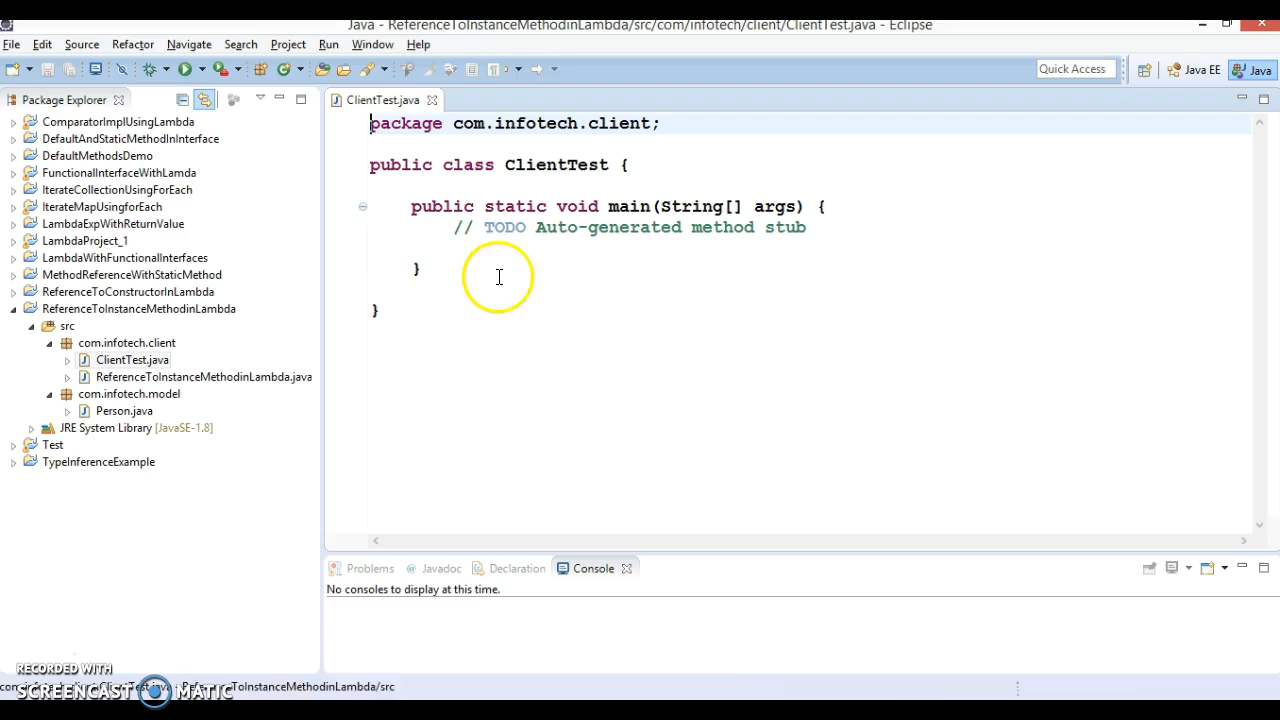 Java - ReferenceToInstanceMethodinLambda/src/com/infotech/client/ClientTest.java - Eclipse
File Edit Source Refactor Navigate Search Project Run Window Help
Quick Access Java EE Java
Package Explorer
ClientTest.java
ComparatorImplUsingLambda
DefaultAndStaticMethodInInterface
DefaultMethodsDemo
FunctionalInterfaceWithLamda
IterateCollectionUsingForEach
IterateMapUsingforEach
LambdaExpWithReturnValue
LambdaProject_1
LambdaWithFunctionalInterfaces
MethodReferenceWithStaticMethod
ReferenceToConstructorInLambda
ReferenceToInstanceMethodinLambda
src
com.infotech.client
ClientTest.java
ReferenceToInstanceMethodinLambda.java
com.infotech.model
Person.java
JRE System Library [JavaSE-1.8]
Test
TypeInferenceExample
package com.infotech.client;
public class ClientTest {
public static void main(String[] args) {
// TODO Auto-generated method stub
}
}
Problems @ Javadoc Declaration Console
No consoles to display at this time.
RECORDED WITH
SCREENCAST MATIC
ToInstanceMethodinLambda/src